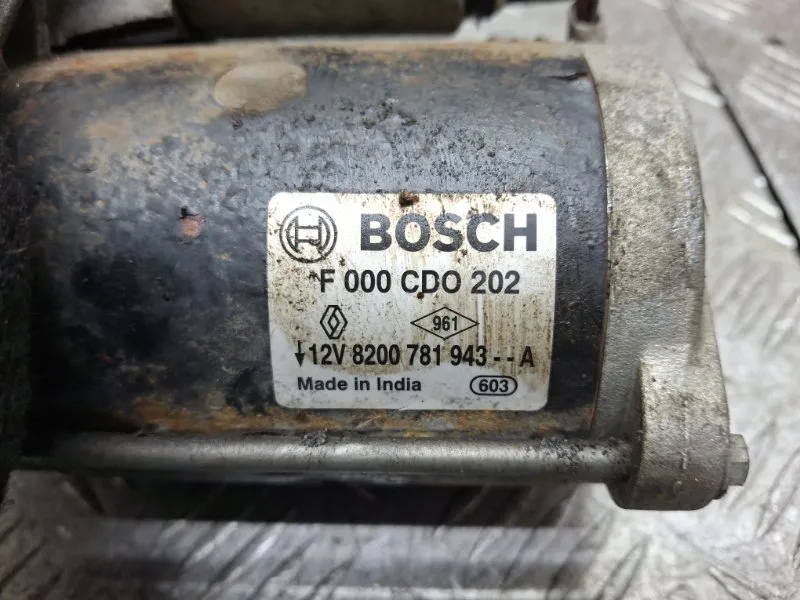 BOSCH
F 000 CDO 202
961
12V 8200 781 943 - - A
Made in India 603